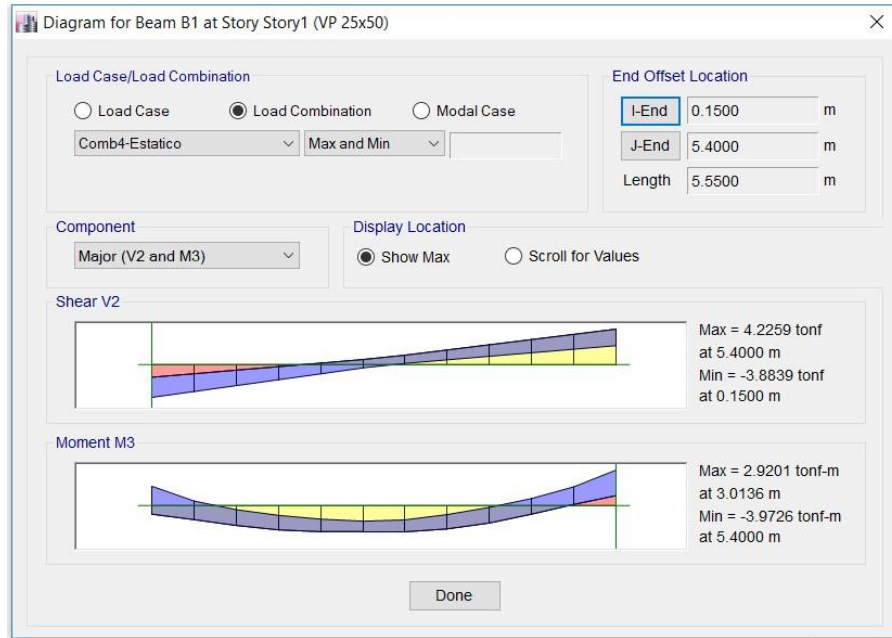 Diagram for Beam B1 at Story Story1 (VP 25x50)
Load Case/Load Combination
Load Case Load Combination Modal Case
Comb4-Estatico Max and Min
End Offset Location
I-End 0.1500 m
J-End 5.4000 m
Length 5.5500 m
Component
Major (V2 and M3)
Display Location
Show Max Scroll for Values
Shear V2
Max = 4.2259 tonf
at 5.4000 m
Min = -3.8839 tonf
at 0.1500 m
Moment M3
Max = 2.9201 tonf-m
at 3.0136 m
Min = -3.9726 tonf-m
at 5.4000 m
Done